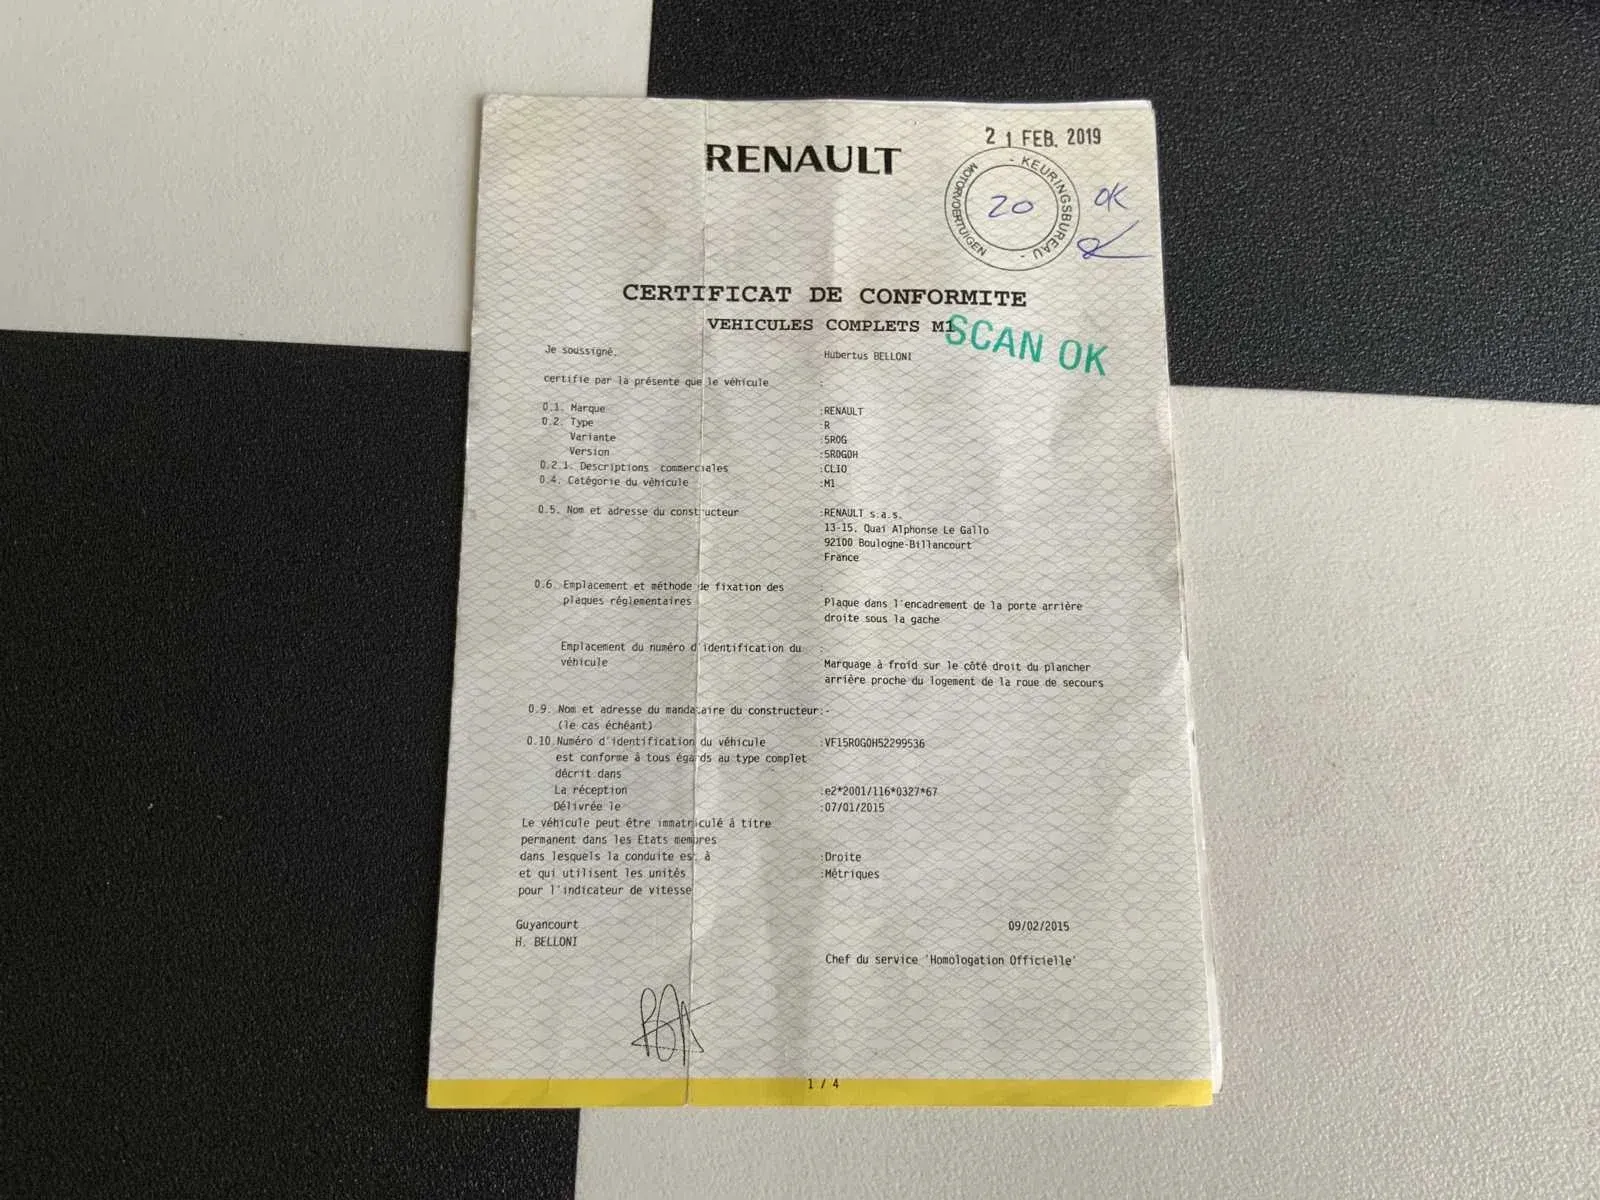 RENAULT
21 FEB. 2019
- KEURINGSBUREAU -
MOTORVOERTUIGEN
20
OK
CERTIFICAT DE CONFORMITE
VEHICULES COMPLETS M1
SCAN OK
Je soussigné, Hubertus BELLONI
certifie par la présente que le véhicule :
0.1. Marque :RENAULT
0.2. Type :R
Variante :5R0G
Version :5R0G0H
0.2.1. Descriptions commerciales :CLIO
0.4. Catégorie du véhicule :M1
0.5. Nom et adresse du constructeur :RENAULT s.a.s.
13-15, Quai Alphonse Le Gallo
92100 Boulogne-Billancourt
France
0.6. Emplacement et méthode de fixation des :
plaques réglementaires Plaque dans l'encadrement de la porte arrière
droite sous la gache
Emplacement du numéro d'identification du :
véhicule Marquage à froid sur le côté droit du plancher
arrière proche du logement de la roue de secours
0.9. Nom et adresse du mandataire du constructeur:-
(le cas échéant)
0.10.Numéro d'identification du véhicule :VF15R0G0H52299536
est conforme à tous égards au type complet
décrit dans
La réception :e2*2001/116*0327*67
Délivrée le :07/01/2015
Le véhicule peut être immatriculé à titre
permanent dans les Etats membres
dans lesquels la conduite est à :Droite
et qui utilisent les unités :Métriques
pour l'indicateur de vitesse
Guyancourt 09/02/2015
H. BELLONI
Chef du service 'Homologation Officielle'
1 / 4